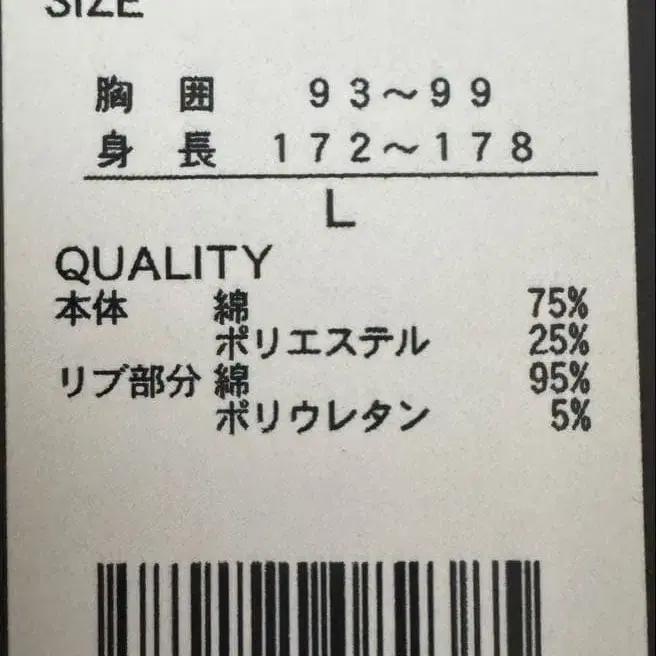 SIZE
胸 囲 93〜99
身 長 172〜178
L
QUALITY
本体 綿 75%
ポリエステル 25%
リブ部分 綿 95%
ポリウレタン 5%